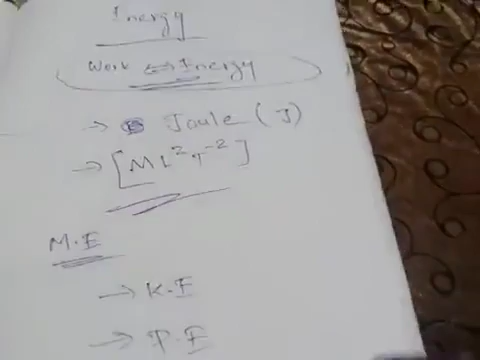 Energy
Work ↔ Energy
→ Joule (J)
→ [ML²T⁻²]
M.E
→ K.E
→ P.E